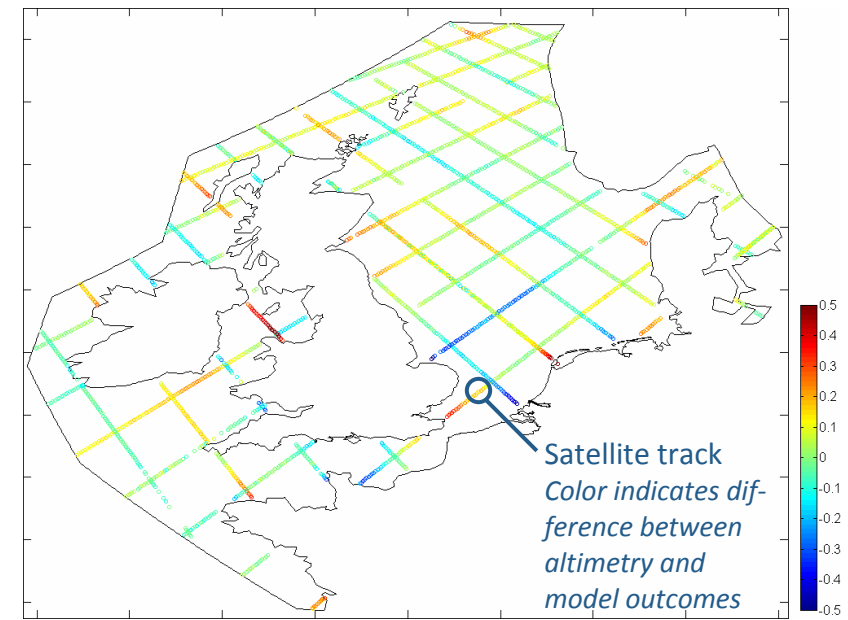 0.5
0.4
0.3
0.2
0.1
0
-0.1
-0.2
-0.3
-0.4
-0.5
Satellite track
Color indicates dif-
ference between
altimetry and
model outcomes